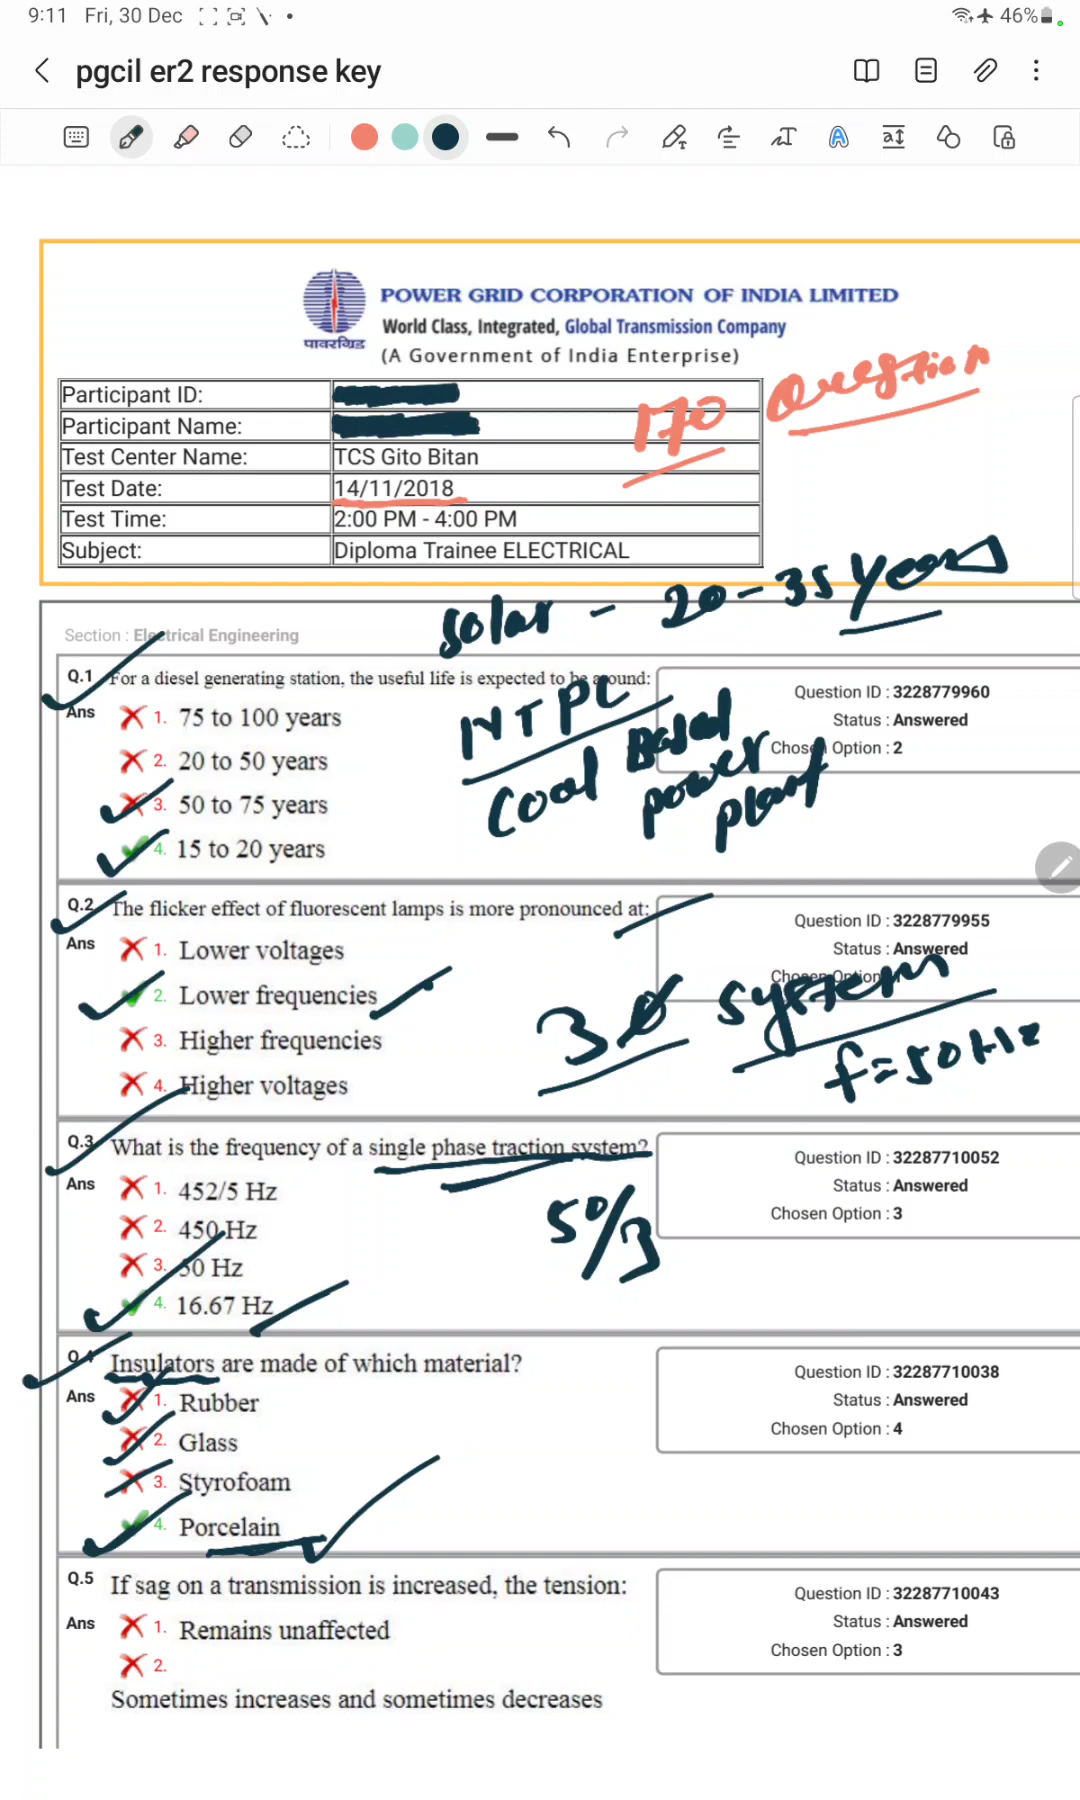 9:11 Fri, 30 Dec
46%
pgcil er2 response key
पावरग्रिड
POWER GRID CORPORATION OF INDIA LIMITED
World Class, Integrated, Global Transmission Company
(A Government of India Enterprise)
170 Question
Participant ID:
Participant Name:
Test Center Name: TCS Gito Bitan
Test Date: 14/11/2018
Test Time: 2:00 PM - 4:00 PM
Subject: Diploma Trainee ELECTRICAL
Solar - 20-35 years
Section : Electrical Engineering
Q.1 For a diesel generating station, the useful life is expected to be around:
Ans
1. 75 to 100 years
2. 20 to 50 years
3. 50 to 75 years
4. 15 to 20 years
Question ID : 3228779960
Status : Answered
Chosen Option : 2
NTPC
Coal Based
power
plant
Q.2 The flicker effect of fluorescent lamps is more pronounced at:
Ans
1. Lower voltages
2. Lower frequencies
3. Higher frequencies
4. Higher voltages
Question ID : 3228779955
Status : Answered
Chosen Option
3ø system
f=50Hz
Q.3 What is the frequency of a single phase traction system?
Ans
1. 452/5 Hz
2. 450 Hz
3. 50 Hz
4. 16.67 Hz
Question ID : 32287710052
Status : Answered
Chosen Option : 3
50/3
Q.4 Insulators are made of which material?
Ans
1. Rubber
2. Glass
3. Styrofoam
4. Porcelain
Question ID : 32287710038
Status : Answered
Chosen Option : 4
Q.5 If sag on a transmission is increased, the tension:
Ans
1. Remains unaffected
2.
Sometimes increases and sometimes decreases
Question ID : 32287710043
Status : Answered
Chosen Option : 3